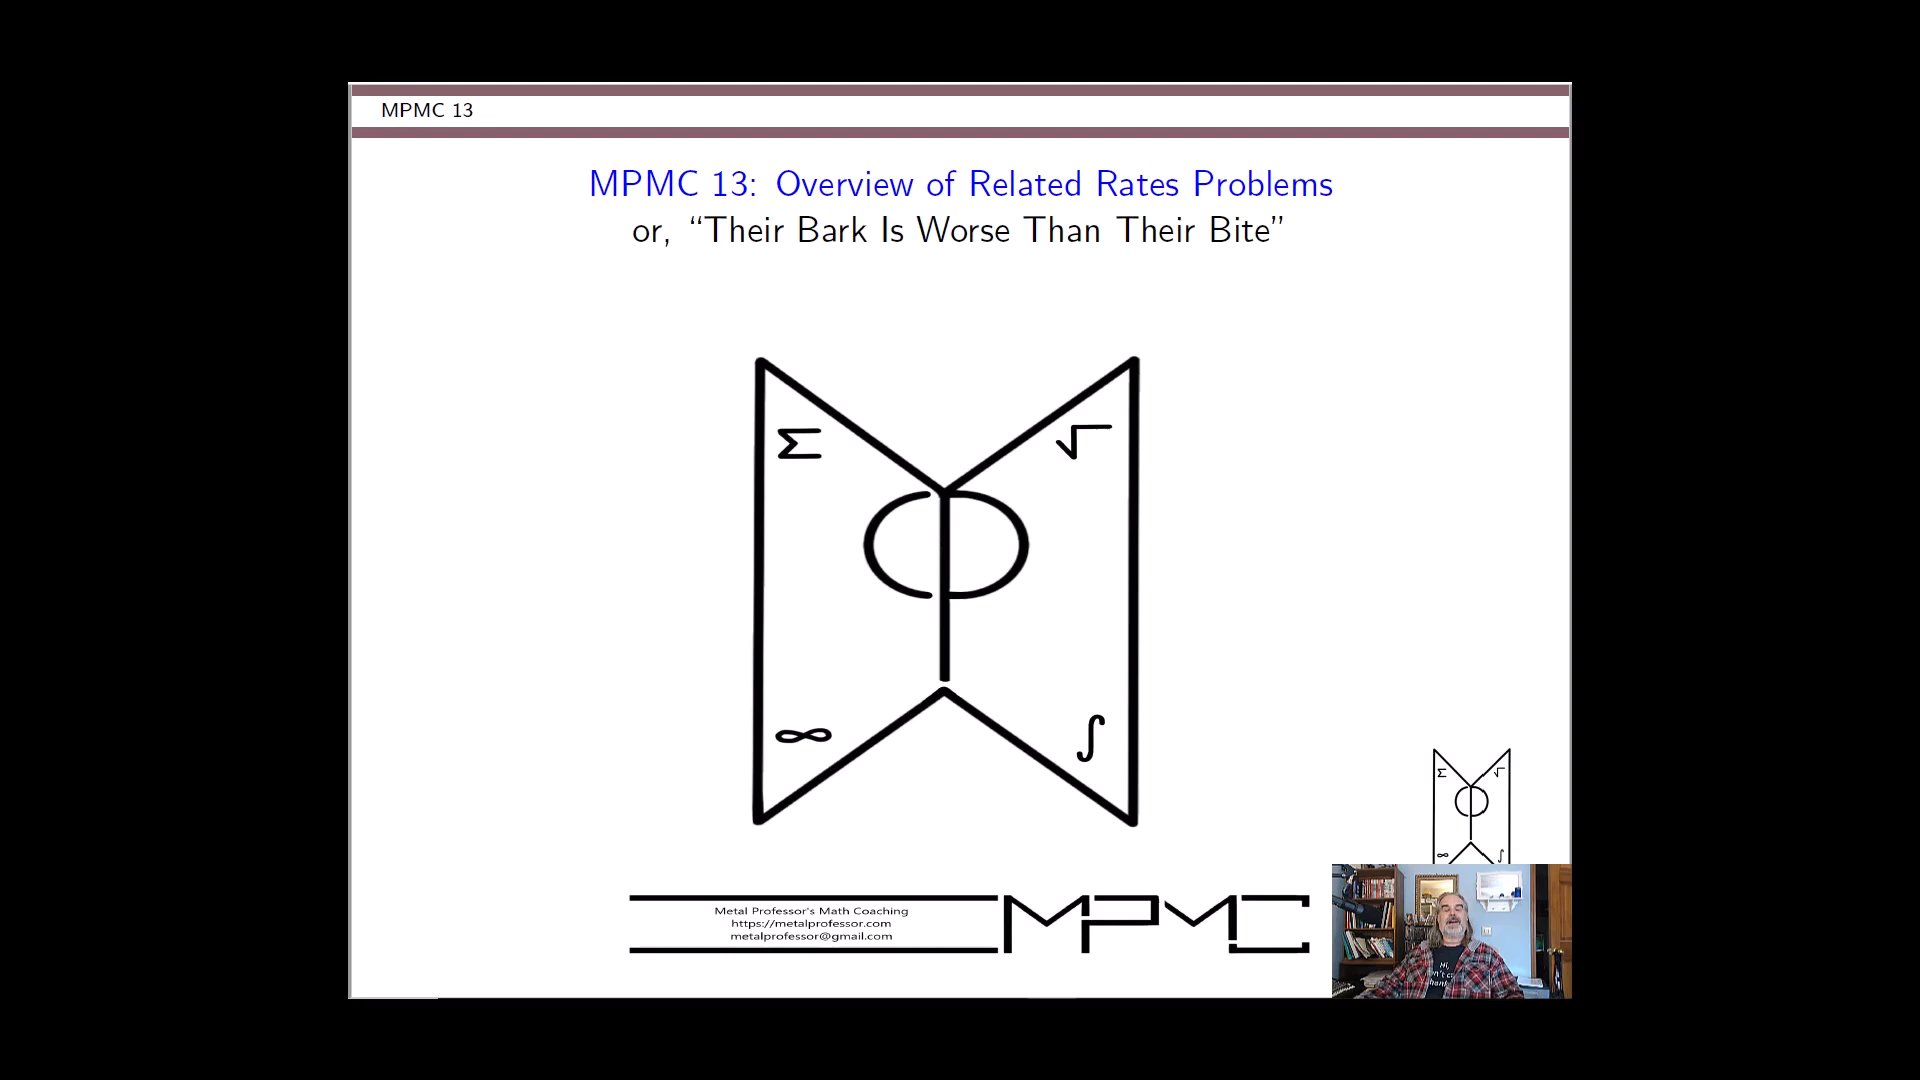 MPMC 13
MPMC 13: Overview of Related Rates Problems
or, “Their Bark Is Worse Than Their Bite”
Σ √
∞ ∫
Σ √
∞ ∫
Metal Professor's Math Coaching
https://metalprofessor.com
metalprofessor@gmail.com
MPMC
Hi,